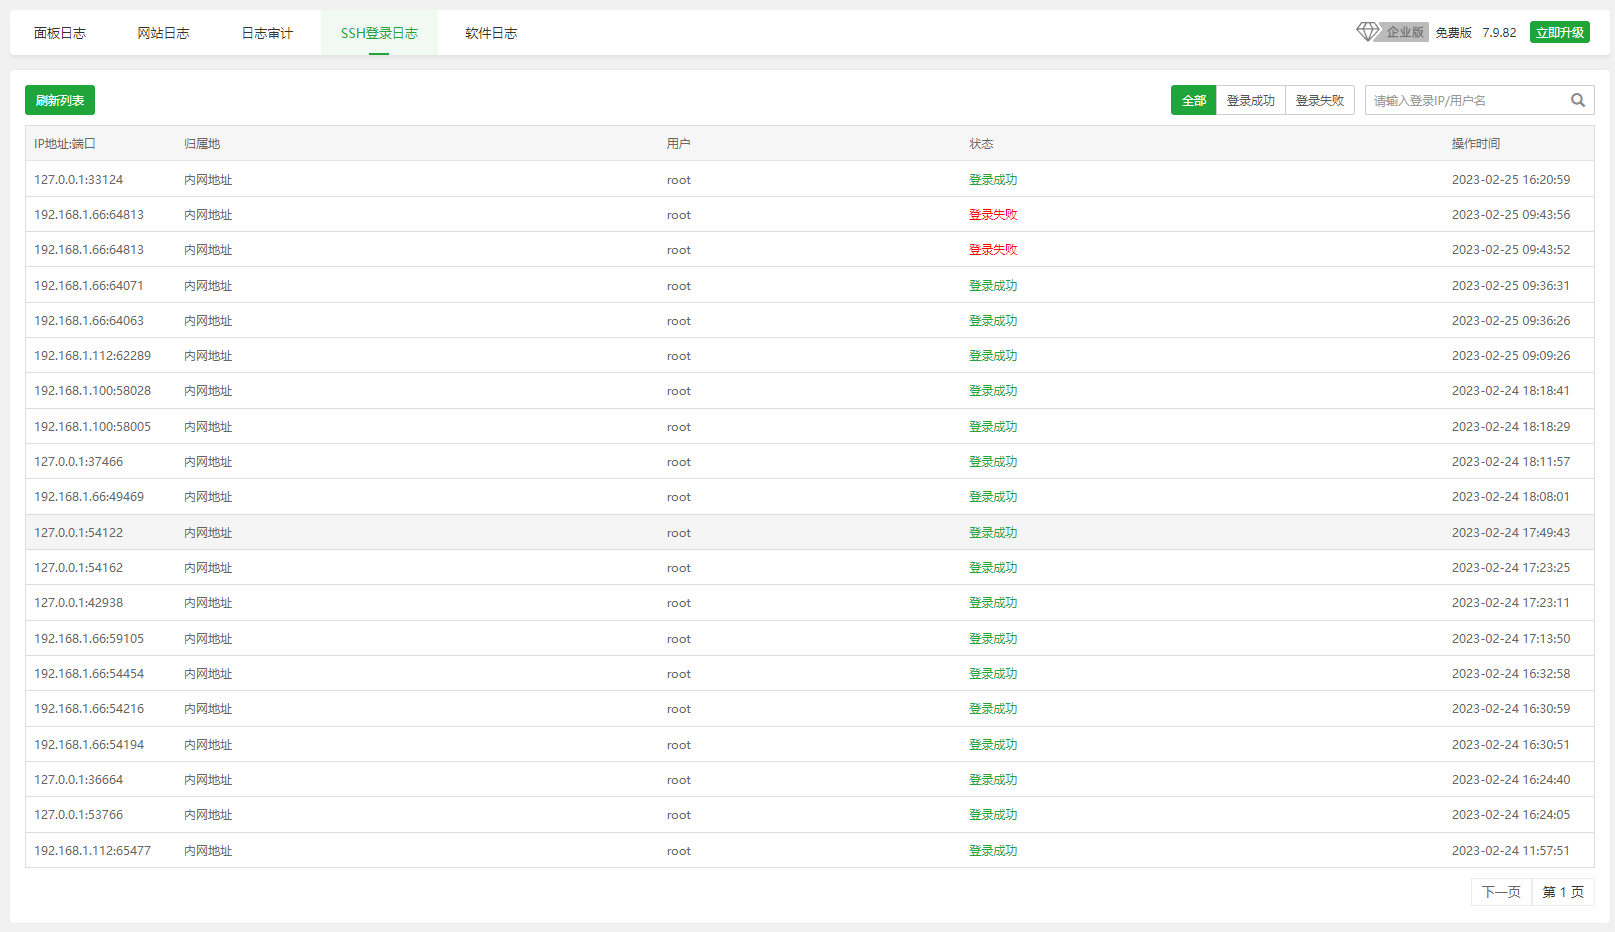 面板日志 网站日志 日志审计 SSH登录日志 软件日志 企业版 免费版 7.9.82 立即升级
刷新列表 全部 登录成功 登录失败 请输入登录IP/用户名
IP地址:端口 归属地 用户 状态 操作时间
127.0.0.1:33124 内网地址 root 登录成功 2023-02-25 16:20:59
192.168.1.66:64813 内网地址 root 登录失败 2023-02-25 09:43:56
192.168.1.66:64813 内网地址 root 登录失败 2023-02-25 09:43:52
192.168.1.66:64071 内网地址 root 登录成功 2023-02-25 09:36:31
192.168.1.66:64063 内网地址 root 登录成功 2023-02-25 09:36:26
192.168.1.112:62289 内网地址 root 登录成功 2023-02-25 09:09:26
192.168.1.100:58028 内网地址 root 登录成功 2023-02-24 18:18:41
192.168.1.100:58005 内网地址 root 登录成功 2023-02-24 18:18:29
127.0.0.1:37466 内网地址 root 登录成功 2023-02-24 18:11:57
192.168.1.66:49469 内网地址 root 登录成功 2023-02-24 18:08:01
127.0.0.1:54122 内网地址 root 登录成功 2023-02-24 17:49:43
127.0.0.1:54162 内网地址 root 登录成功 2023-02-24 17:23:25
127.0.0.1:42938 内网地址 root 登录成功 2023-02-24 17:23:11
192.168.1.66:59105 内网地址 root 登录成功 2023-02-24 17:13:50
192.168.1.66:54454 内网地址 root 登录成功 2023-02-24 16:32:58
192.168.1.66:54216 内网地址 root 登录成功 2023-02-24 16:30:59
192.168.1.66:54194 内网地址 root 登录成功 2023-02-24 16:30:51
127.0.0.1:36664 内网地址 root 登录成功 2023-02-24 16:24:40
127.0.0.1:53766 内网地址 root 登录成功 2023-02-24 16:24:05
192.168.1.112:65477 内网地址 root 登录成功 2023-02-24 11:57:51
下一页 第 1 页